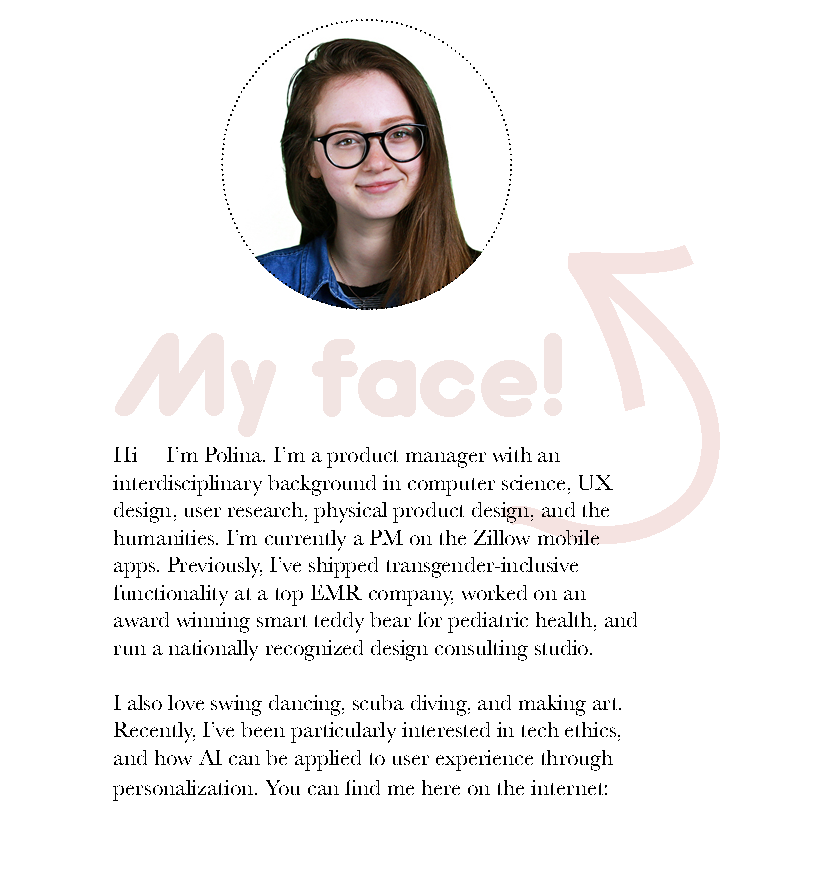 My face!
Hi I'm Polina. I'm a product manager with an
interdisciplinary background in computer science, UX
design, user research, physical product design, and the
humanities. I'm currently a PM on the Zillow mobile
apps. Previously, I've shipped transgender-inclusive
functionality at a top EMR company, worked on an
award winning smart teddy bear for pediatric health, and
run a nationally recognized design consulting studio.
I also love swing dancing, scuba diving, and making art.
Recently, I've been particularly interested in tech ethics,
and how AI can be applied to user experience through
personalization. You can find me here on the internet: